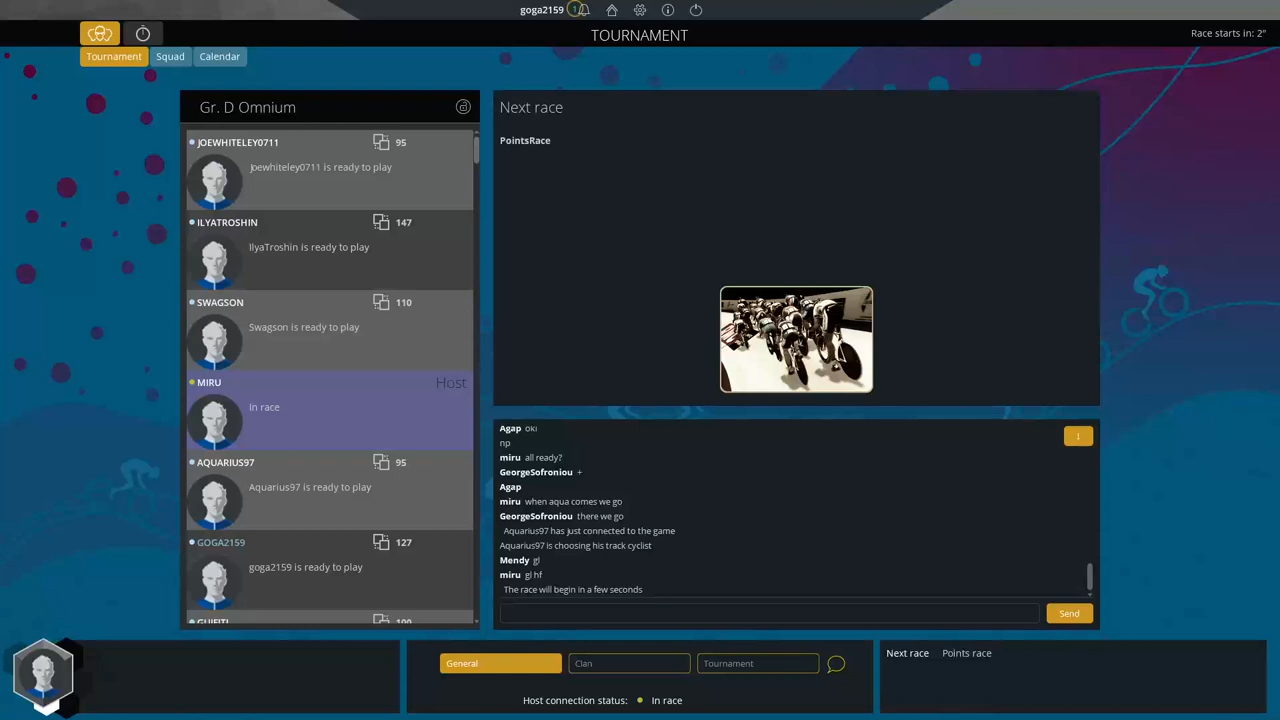 goga2159 1
TOURNAMENT
Race starts in: 2"
Tournament Squad Calendar
Gr. D Omnium
JOEWHITELEY0711 95
Joewhiteley0711 is ready to play
ILYATROSHIN 147
IlyaTroshin is ready to play
SWAGSON 110
Swagson is ready to play
MIRU Host
In race
AQUARIUS97 95
Aquarius97 is ready to play
GOGA2159 127
goga2159 is ready to play
Next race
PointsRace
Agap oki
np
miru all ready?
GeorgeSofroniou +
Agap
miru when aqua comes we go
GeorgeSofroniou there we go
Aquarius97 has just connected to the game
Aquarius97 is choosing his track cyclist
Mendy gl
miru gl hf
The race will begin in a few seconds
Send
General Clan Tournament
Host connection status: In race
Next race Points race